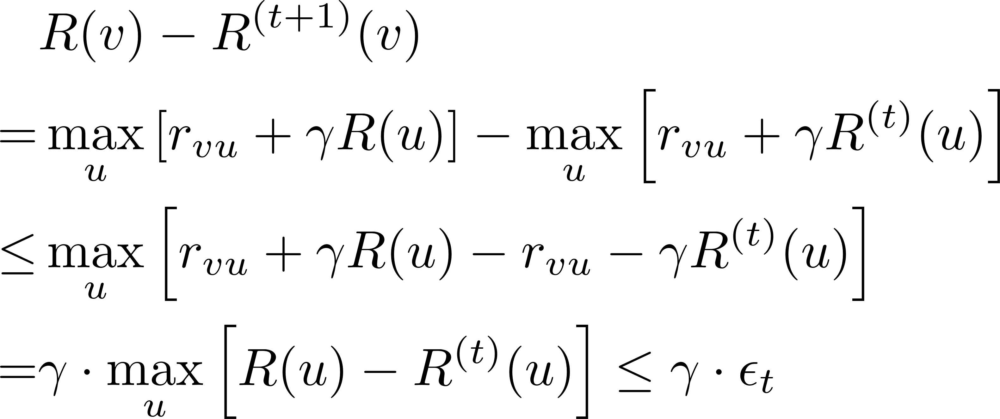 R(v) − R^{(t+1)}(v)
= max_u [r_{vu} + γR(u)] − max_u [r_{vu} + γR^{(t)}(u)]
≤ max_u [r_{vu} + γR(u) − r_{vu} − γR^{(t)}(u)]
=γ · max_u [R(u) − R^{(t)}(u)] ≤ γ · ϵ_t